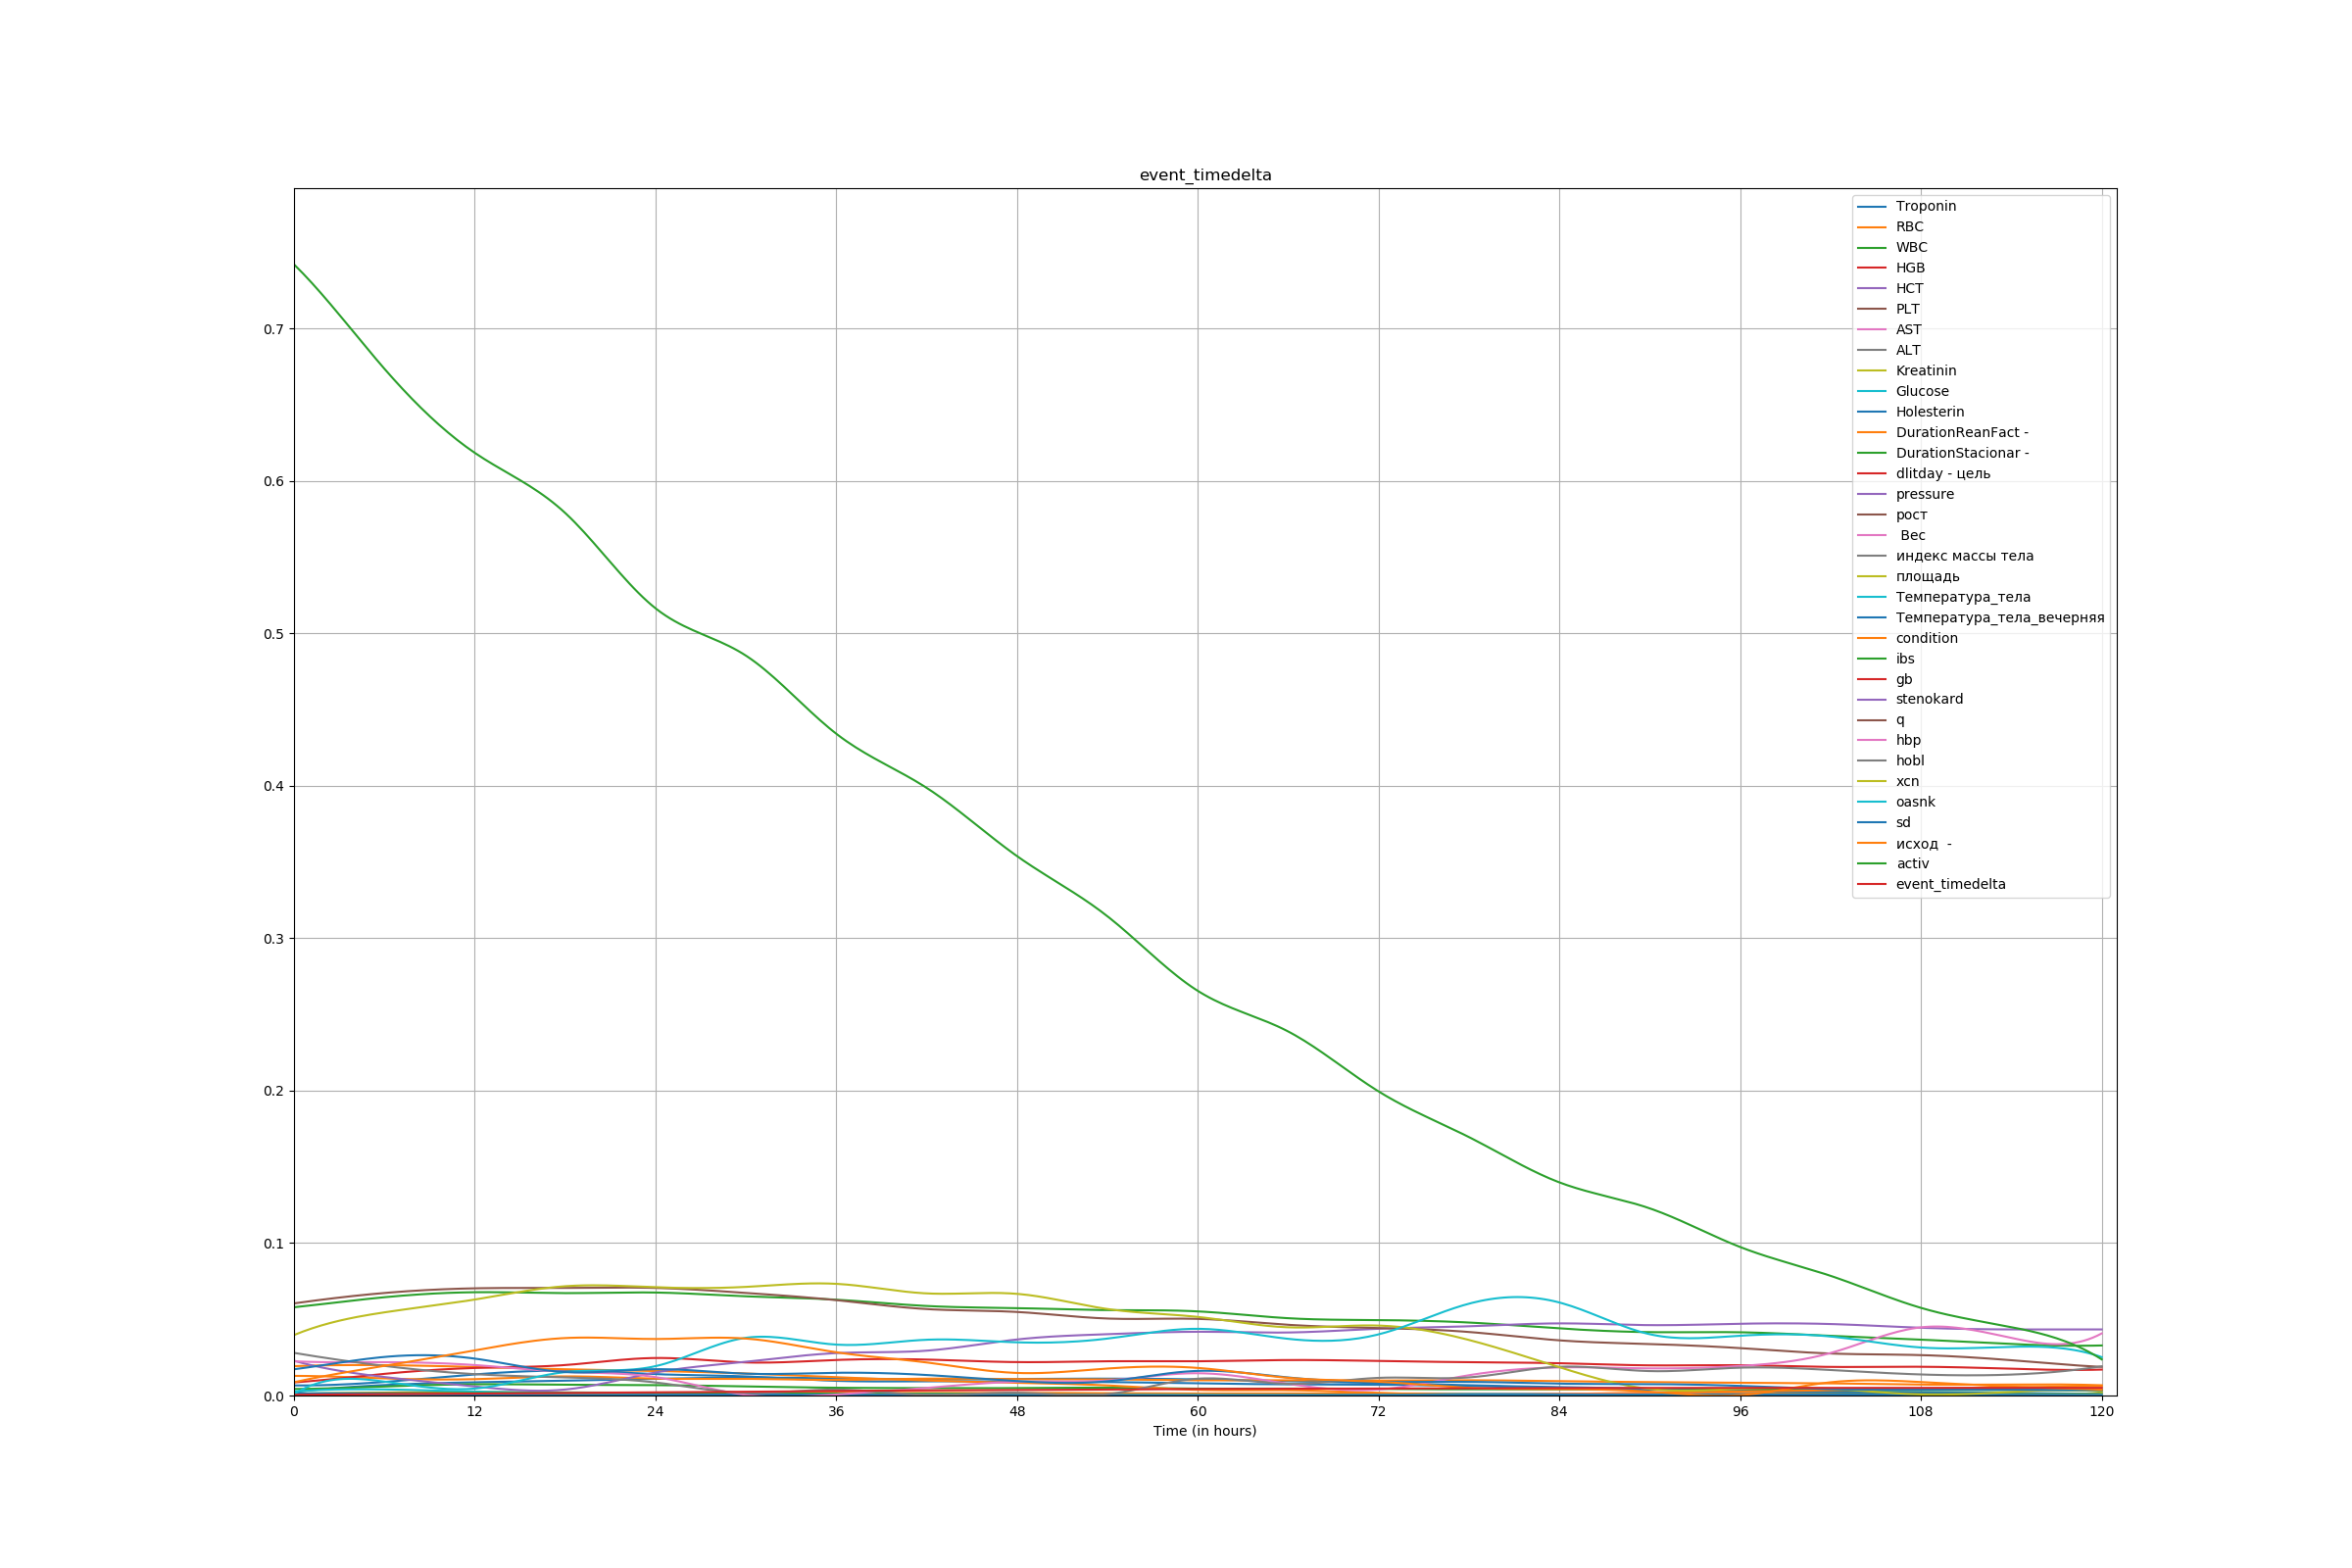 event_timedelta
0.7
0.6
0.5
0.4
0.3
0.2
0.1
0.0
Troponin
RBC
WBC
HGB
HCT
PLT
AST
ALT
Kreatinin
Glucose
Holesterin
DurationReanFact -
DurationStacionar -
dlitday - цель
pressure
рост
Вес
индекс массы тела
площадь
Температура_тела
Температура_тела_вечерняя
condition
ibs
gb
stenokard
q
hbp
hobl
xcn
oasnk
sd
исход  -
activ
event_timedelta
0 12 24 36 48 60 72 84 96 108 120
Time (in hours)